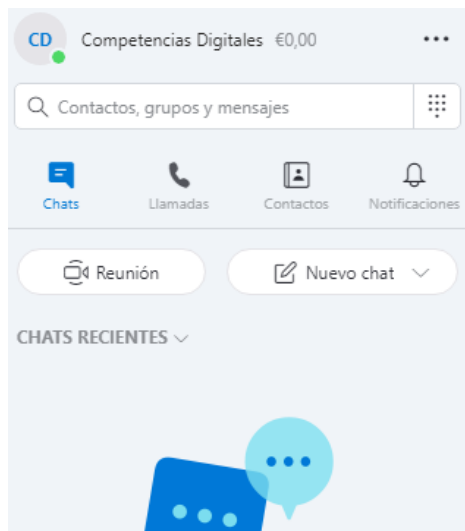 CD Competencias Digitales €0,00
Contactos, grupos y mensajes
Chats Llamadas Contactos Notificaciones
Reunión Nuevo chat
CHATS RECIENTES